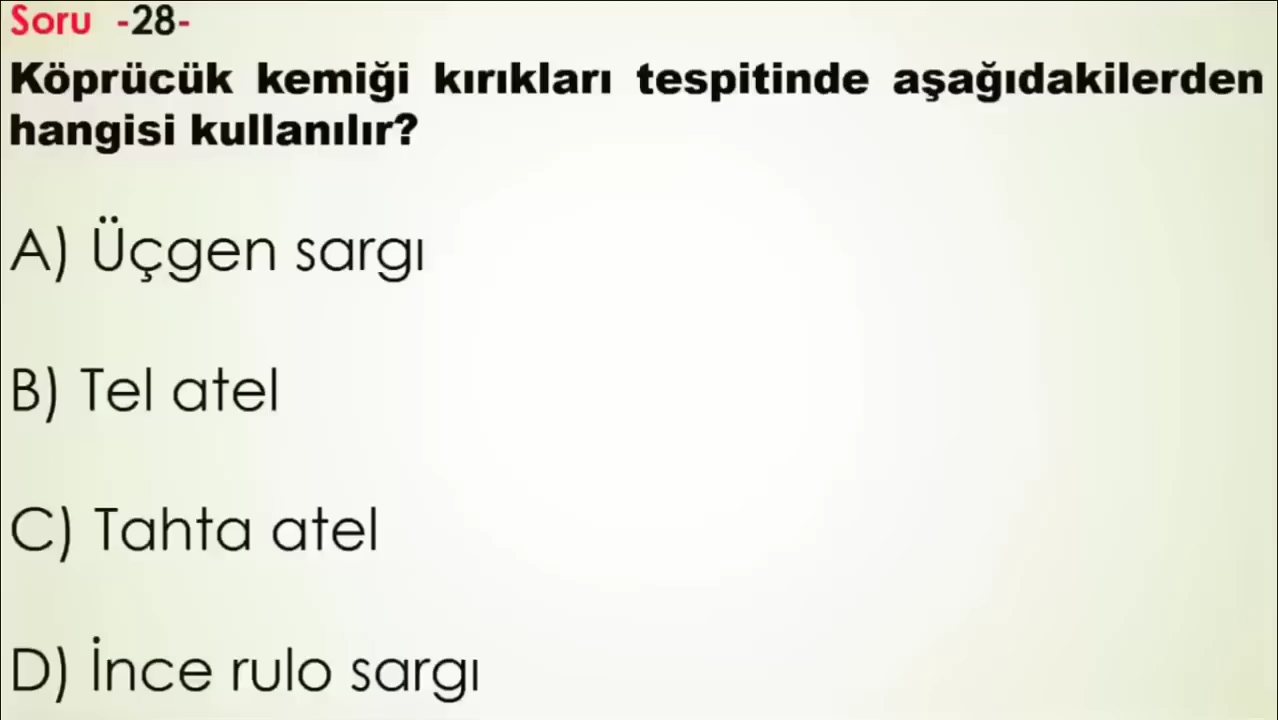 Soru -28-
Köprücük kemiği kırıkları tespitinde aşağıdakilerden
hangisi kullanılır?
A) Üçgen sargı
B) Tel atel
C) Tahta atel
D) İnce rulo sargı